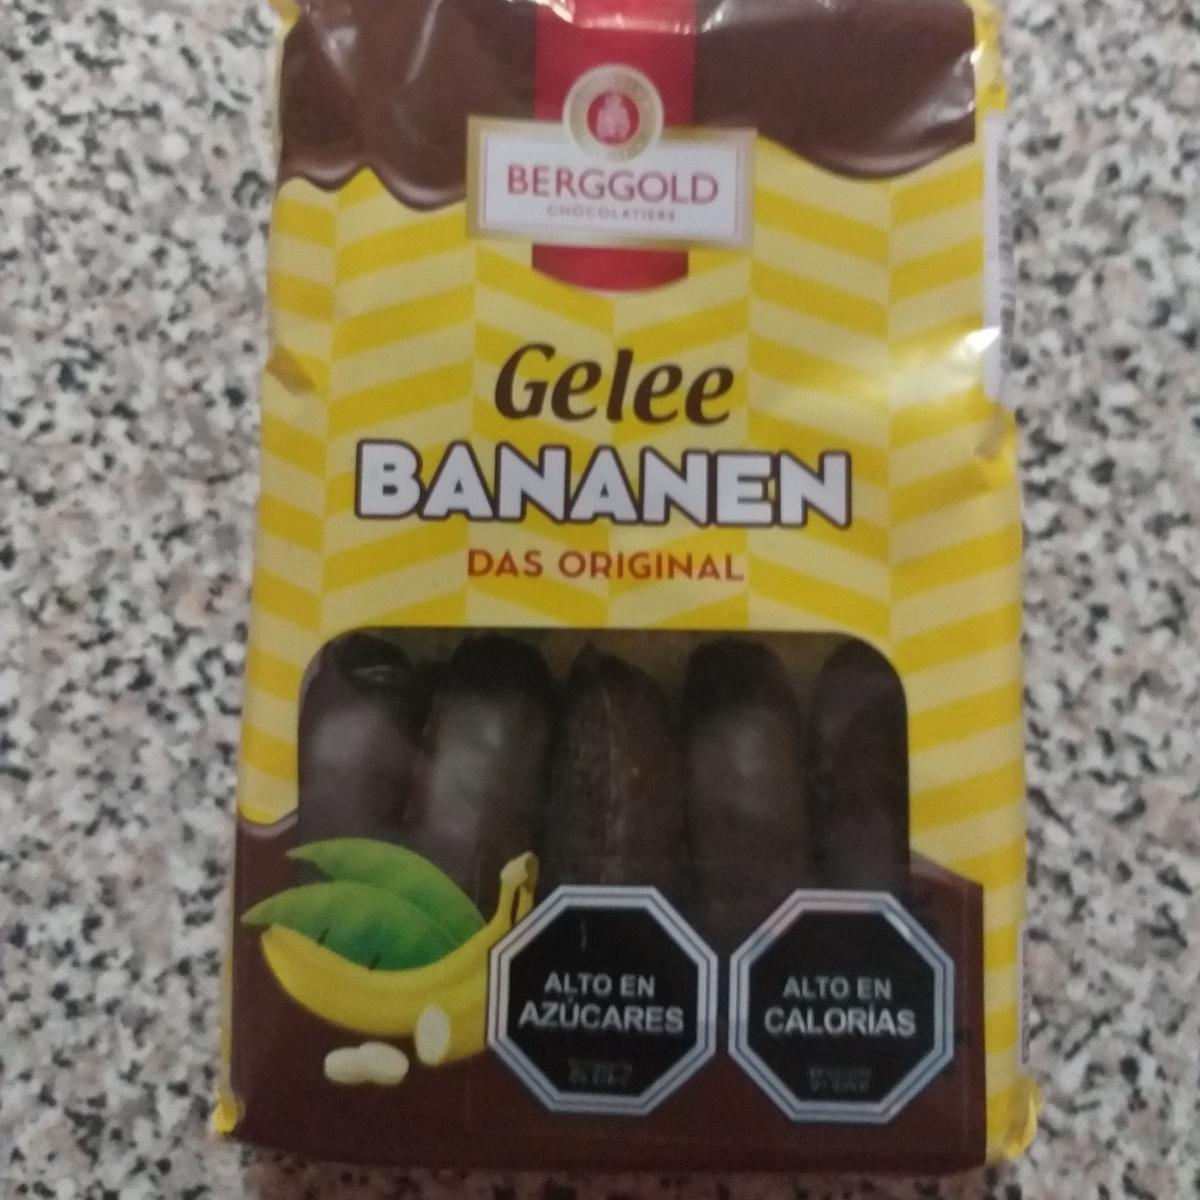 BERGGOLD
CHOCOLATIERS
Gelee
BANANEN
DAS ORIGINAL
ALTO EN
AZÚCARES
ALTO EN
CALORÍAS